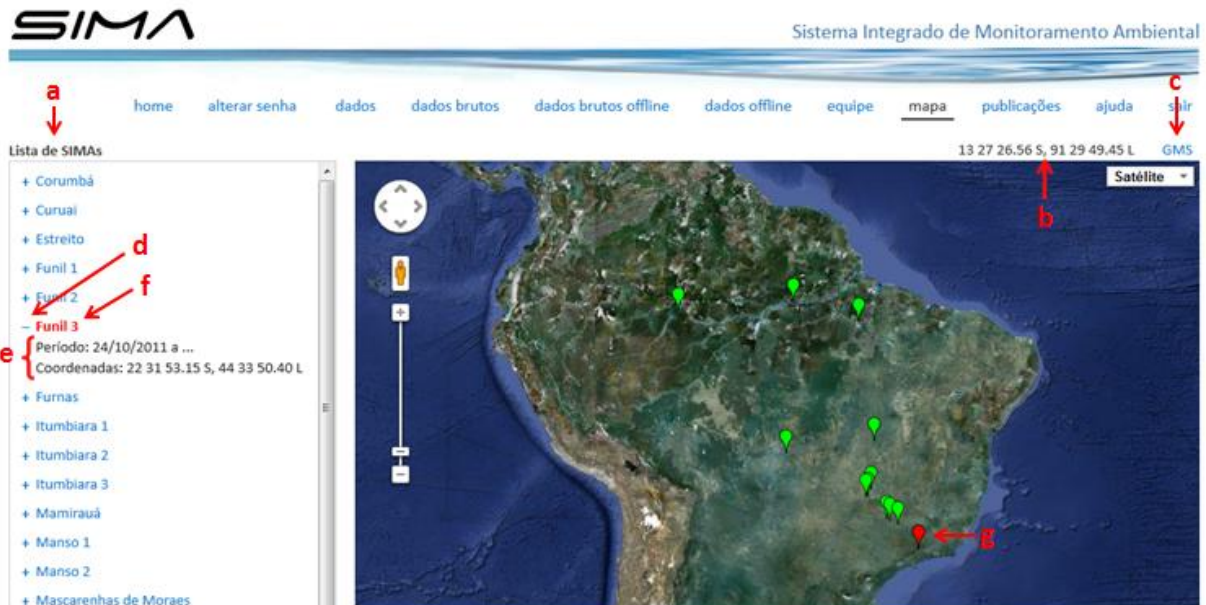 SIMA
Sistema Integrado de Monitoramento Ambiental
a
c
home alterar senha dados dados brutos dados brutos offline dados offline equipe mapa publicações ajuda sair
Lista de SIMAs
13 27 26.56 S, 91 29 49.45 L GMS
+ Corumbá
Satélite
+ Curuai
b
+ Estreito
d
+ Funil 1
f
+ Funil 2
– Funil 3
e
Período: 24/10/2011 a ...
Coordenadas: 22 31 53.15 S, 44 33 50.40 L
+ Furnas
+ Itumbiara 1
+ Itumbiara 2
+ Itumbiara 3
+ Mamirauá
+ Manso 1
g
+ Manso 2
+ Mascarenhas de Moraes